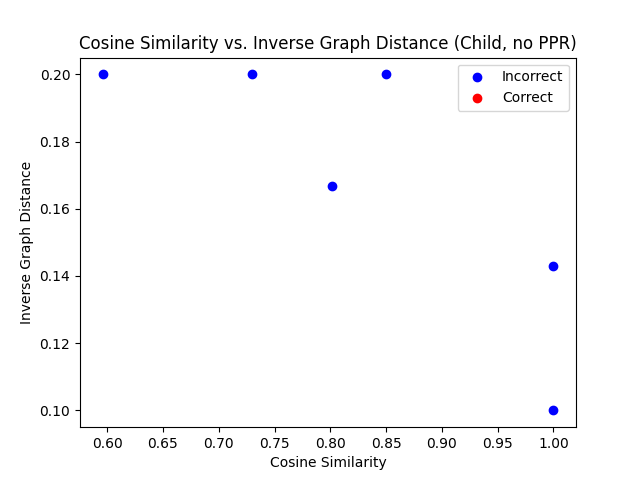 Cosine Similarity vs. Inverse Graph Distance (Child, no PPR)
Incorrect
Correct
0.20
0.18
0.16
0.14
0.12
0.10
Inverse Graph Distance
0.60 0.65 0.70 0.75 0.80 0.85 0.90 0.95 1.00
Cosine Similarity